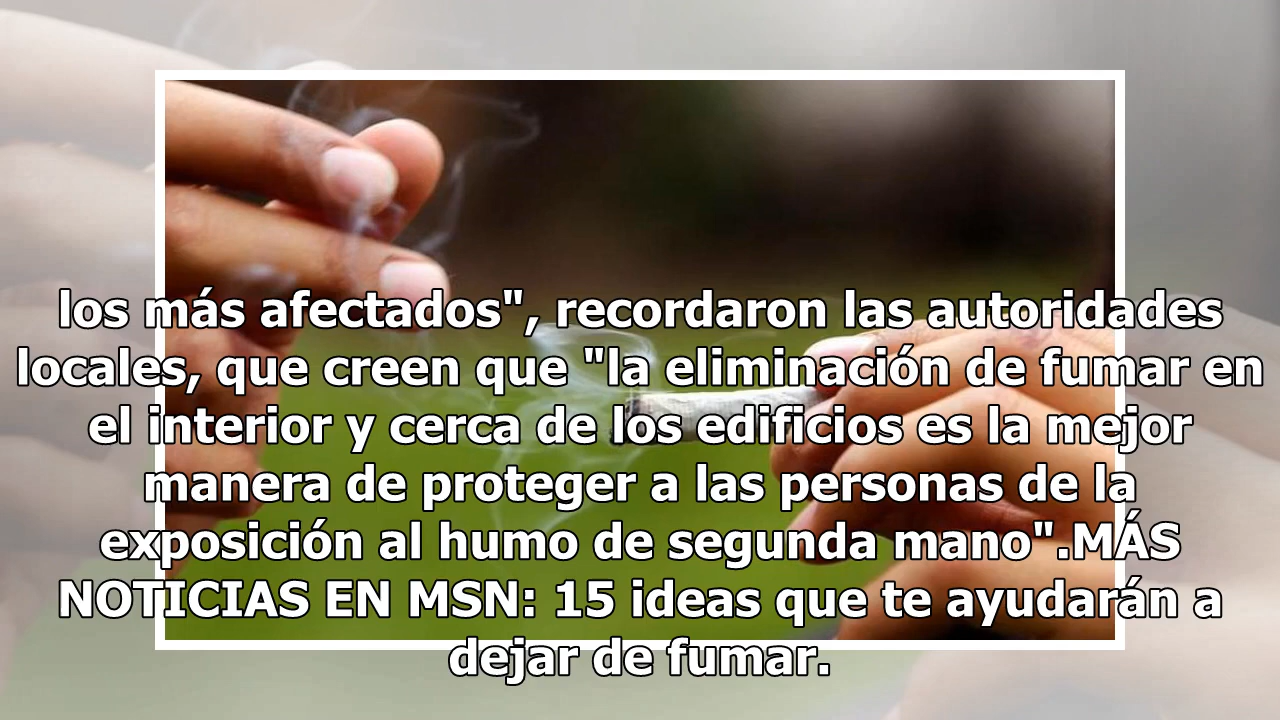 los más afectados", recordaron las autoridades
locales, que creen que "la eliminación de fumar en
el interior y cerca de los edificios es la mejor
manera de proteger a las personas de la
exposición al humo de segunda mano".MÁS
NOTICIAS EN MSN: 15 ideas que te ayudarán a
dejar de fumar.